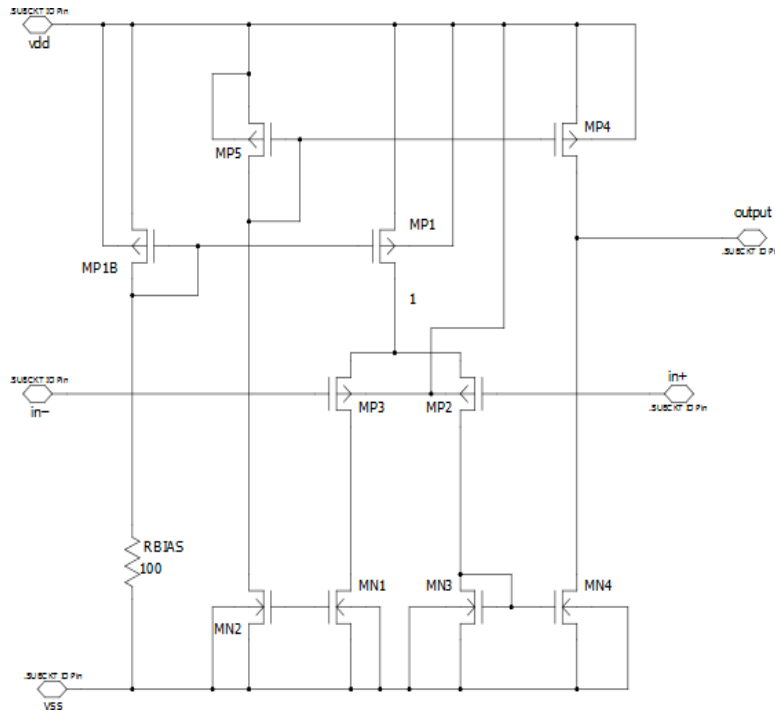 .SUBCKT IO Pin
vdd
MP5
MP4
MP1
MP1B
output
.SUBCKT IO Pin
1
.SUBCKT IO Pin
in-
MP3
MP2
in+
.SUBCKT IO Pin
RBIAS
100
MN1
MN3
MN4
MN2
.SUBCKT IO Pin
VSS